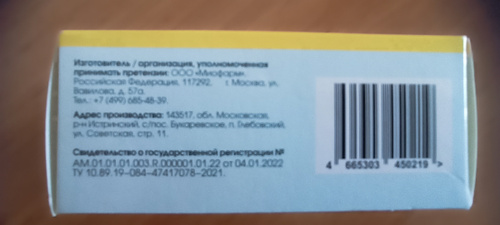 Изготовитель / организация, уполномоченная
принимать претензии: ООО «Миофарм»,
Российская Федерация, 117292, г. Москва, ул.
Вавилова, д. 57а.
Тел.: +7 (499) 685-48-39.
Адрес производства: 143517, обл. Московская,
р-н Истринский, с/пос. Букаревское, п. Глебовский,
ул. Советская, стр. 11.
Свидетельство о государственной регистрации №
АМ.01.01.01.003.R.000001.01.22 от 04.01.2022
ТУ 10.89.19-084-47417078-2021.
4 665303 450219 >